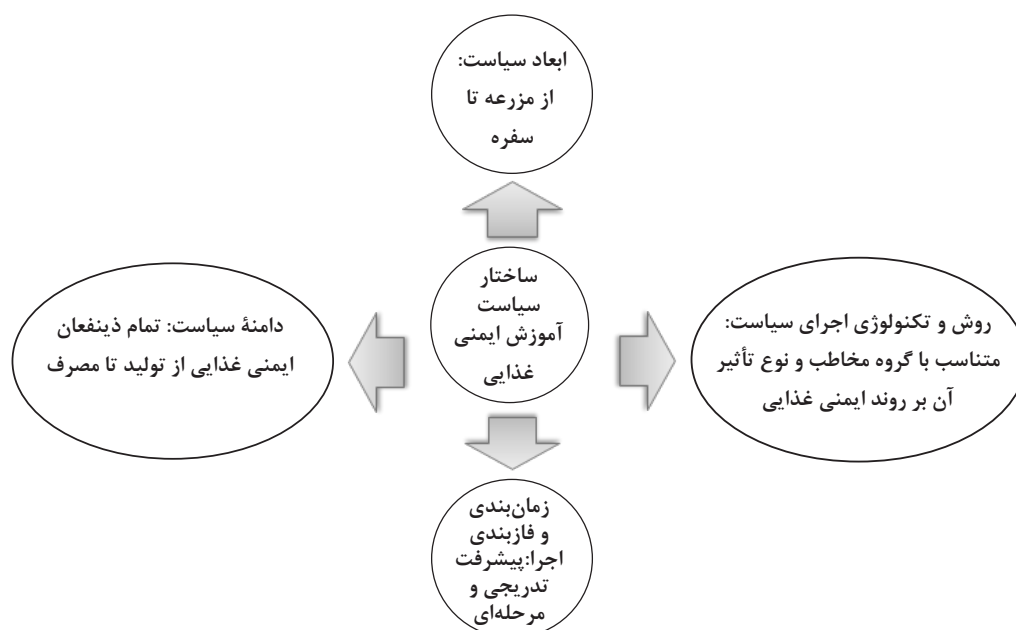 ابعاد سیاست:
از مزرعه تا
سفره
ساختار
سیاست
آموزش ایمنی
غذایی
روش و تکنولوژی اجرای سیاست:
متناسب با گروه مخاطب و نوع تأثیر
آن بر روند ایمنی غذایی
دامنهٔ سیاست: تمام ذینفعان
ایمنی غذایی از تولید تا مصرف
زمان‌بندی
و فازبندی
اجرا:پیشرفت
تدریجی و
مرحله‌ای